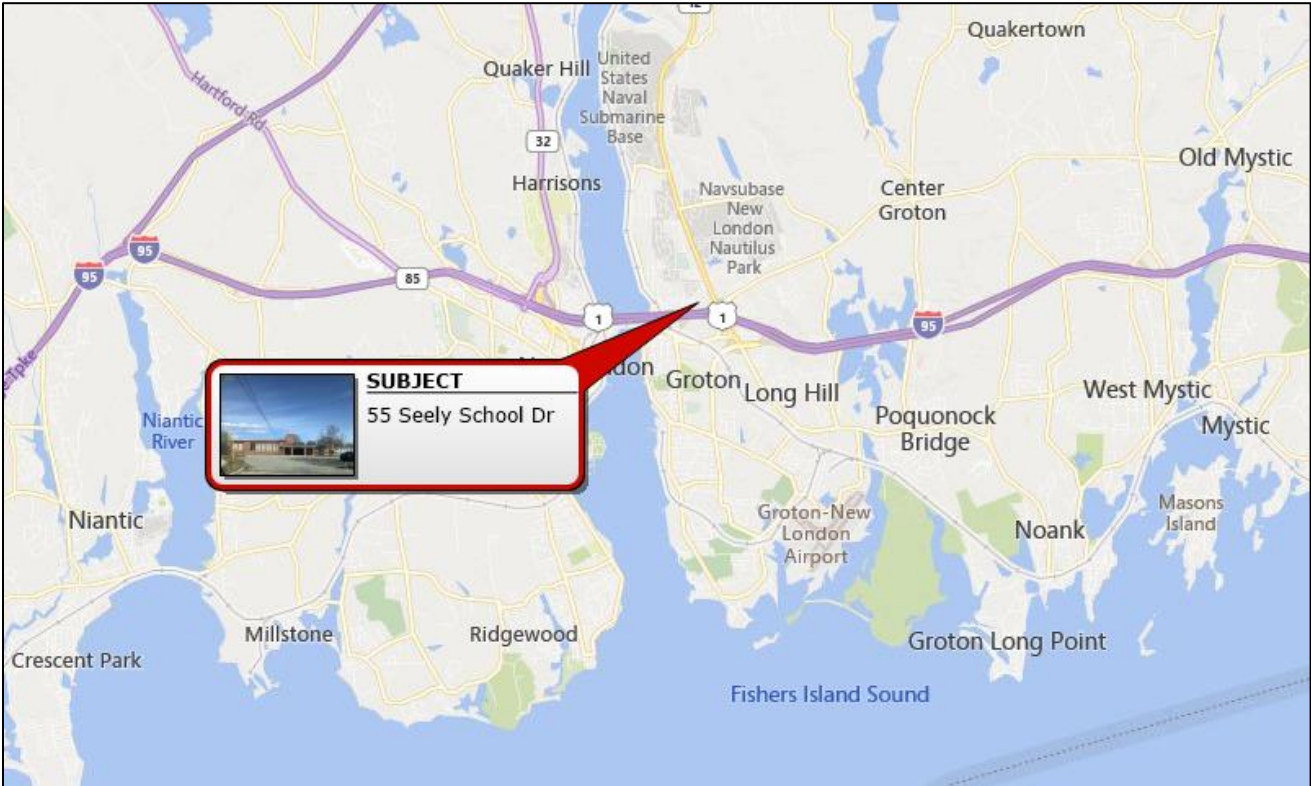 12
Quakertown
Quaker Hill
United
States
Naval
Submarine
Base
Hartford Rd
32
Old Mystic
Harrisons
Navsubase
New
London
Nautilus
Park
Center
Groton
95
95
85
1
1
95
Tpke
SUBJECT
55 Seely School Dr
Groton
Long Hill
West Mystic
Niantic
River
Poquonock
Bridge
Mystic
Niantic
Groton-New
London
Airport
Noank
Masons
Island
Millstone
Ridgewood
Groton Long Point
Crescent Park
Fishers Island Sound